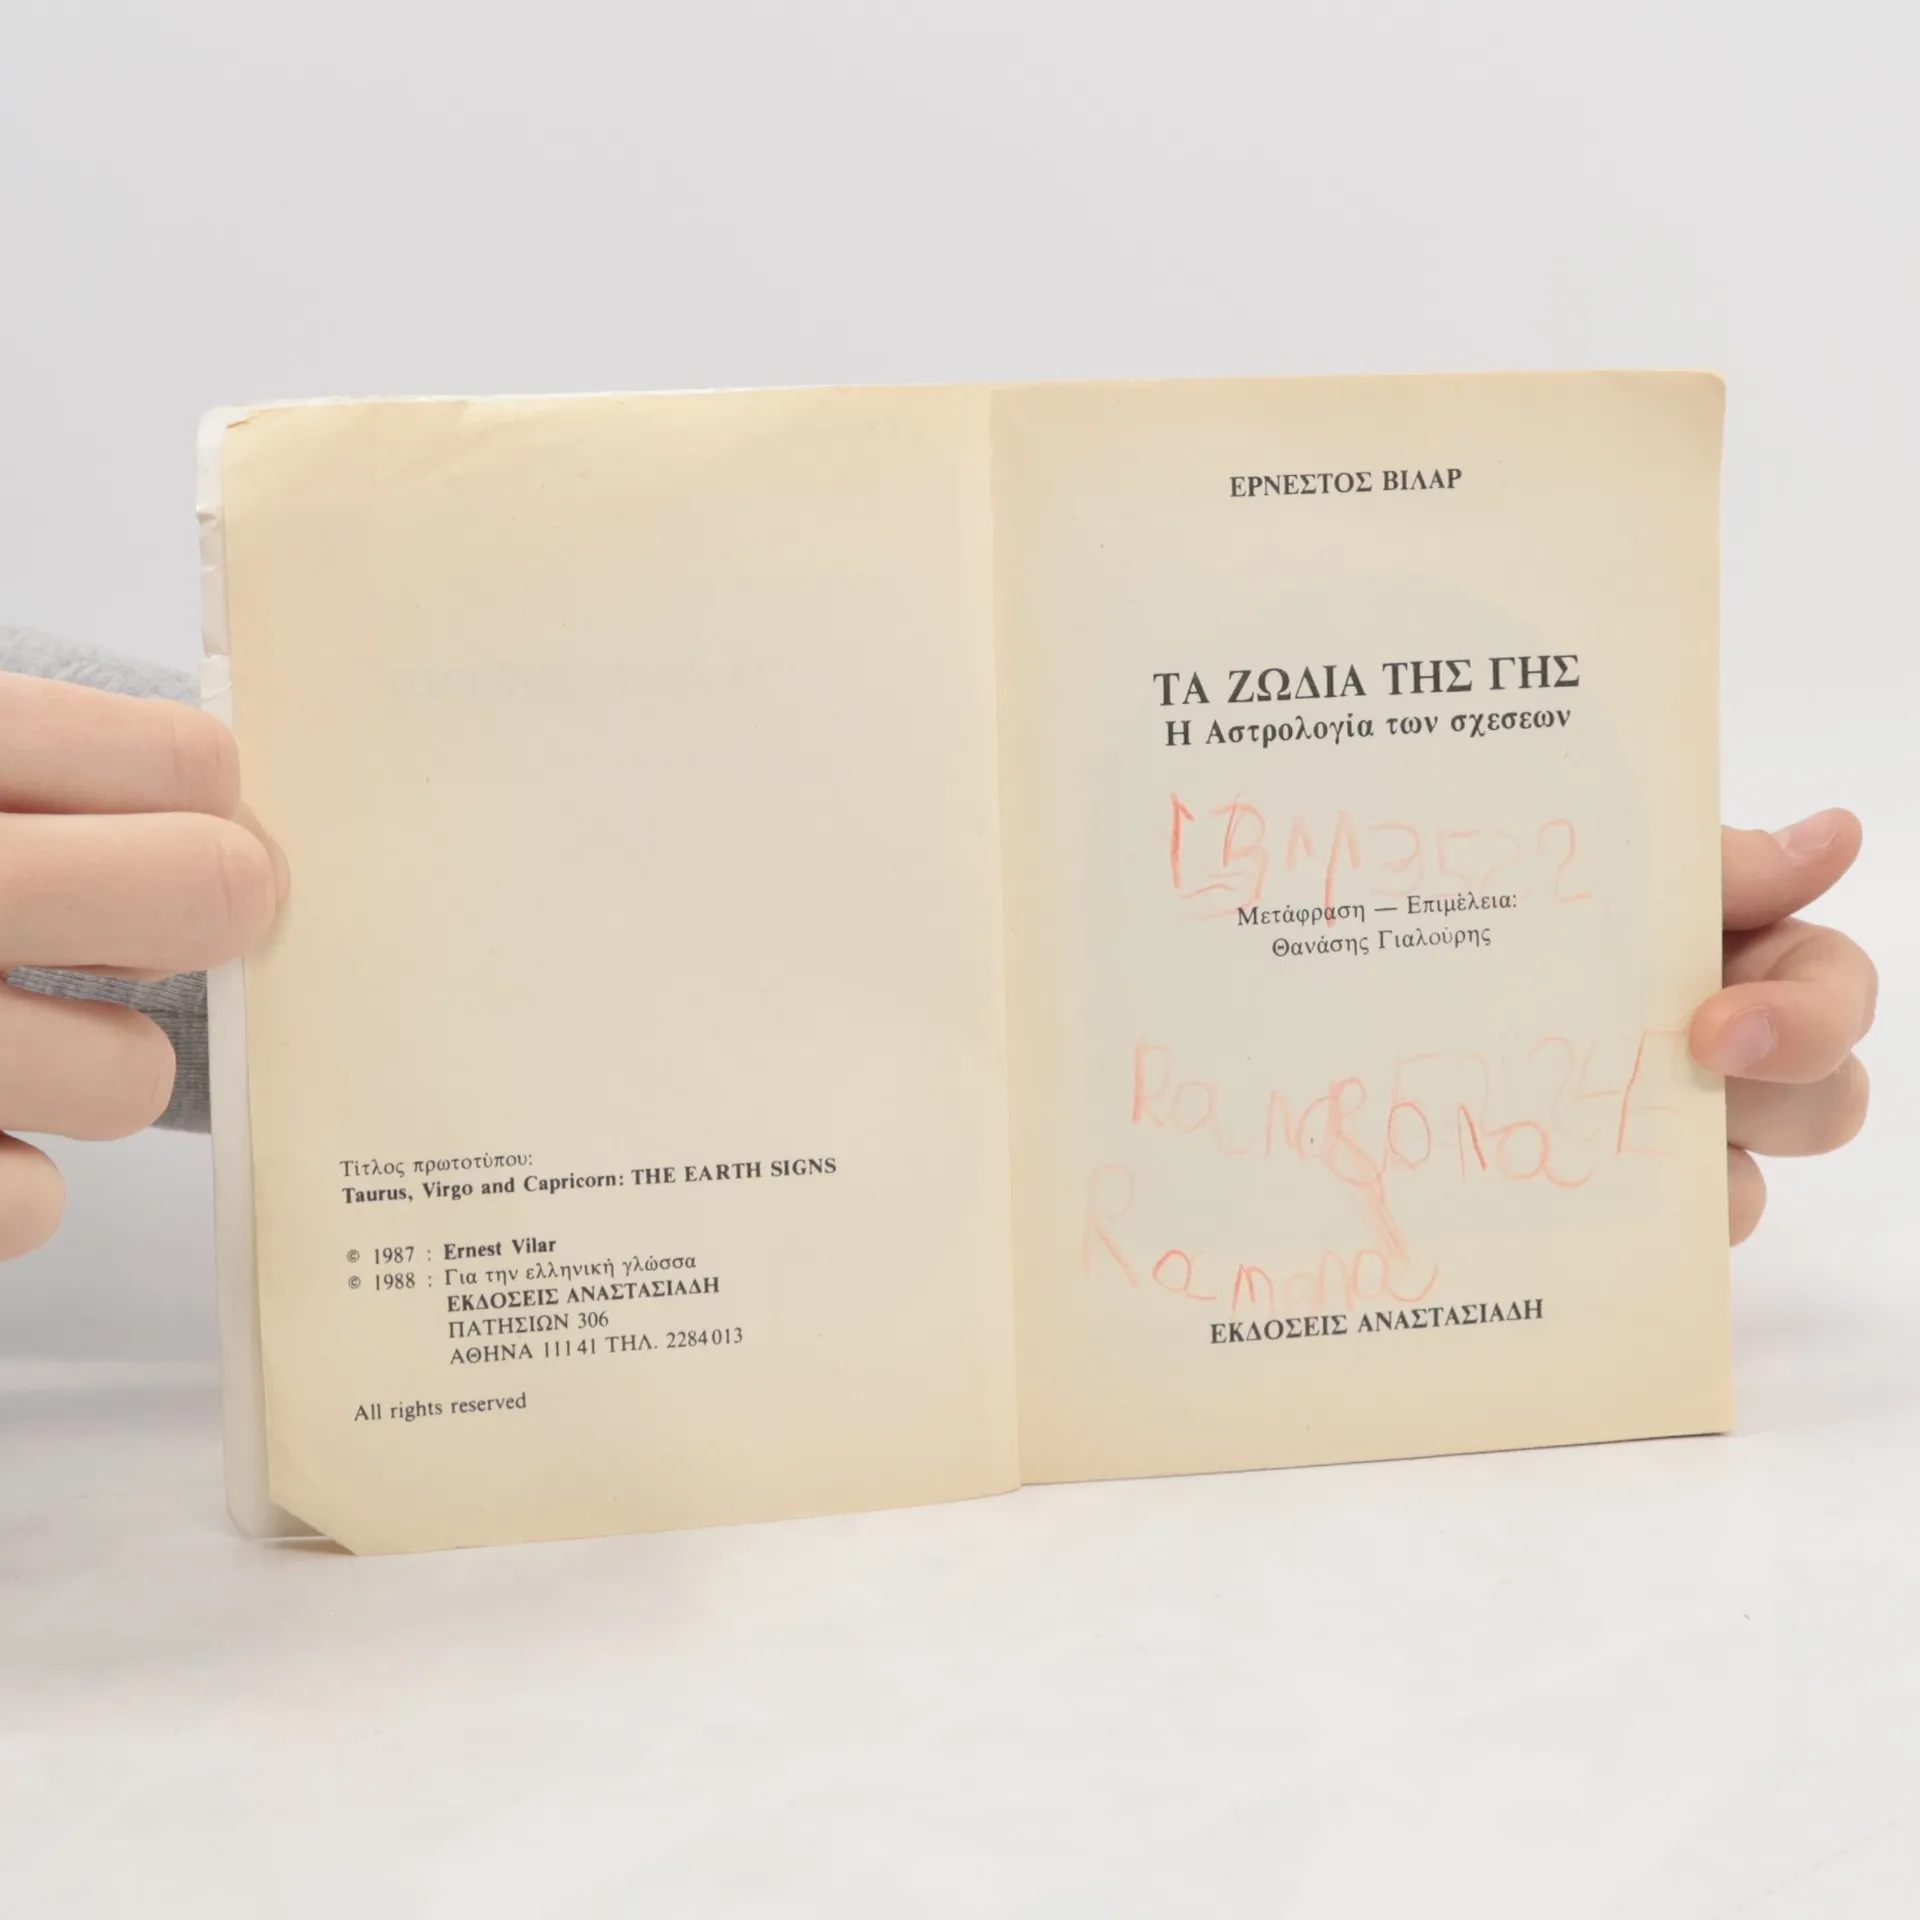 Τίτλος πρωτοτύπου:
Taurus, Virgo and Capricorn: THE EARTH SIGNS
© 1987 : Ernest Vilar
© 1988 : Για την ελληνική γλώσσα
ΕΚΔΟΣΕΙΣ ΑΝΑΣΤΑΣΙΑΔΗ
ΠΑΤΗΣΙΩΝ 306
ΑΘΗΝΑ 11141 ΤΗΛ. 2284013
All rights reserved
ΕΡΝΕΣΤΟΣ ΒΙΛΑΡ
ΤΑ ΖΩΔΙΑ ΤΗΣ ΓΗΣ
Η Αστρολογία των σχεσεων
IBM3522
Μετάφραση — Επιμέλεια:
Θανάσης Γιαλούρης
Ramona
ΕΚΔΟΣΕΙΣ ΑΝΑΣΤΑΣΙΑΔΗ